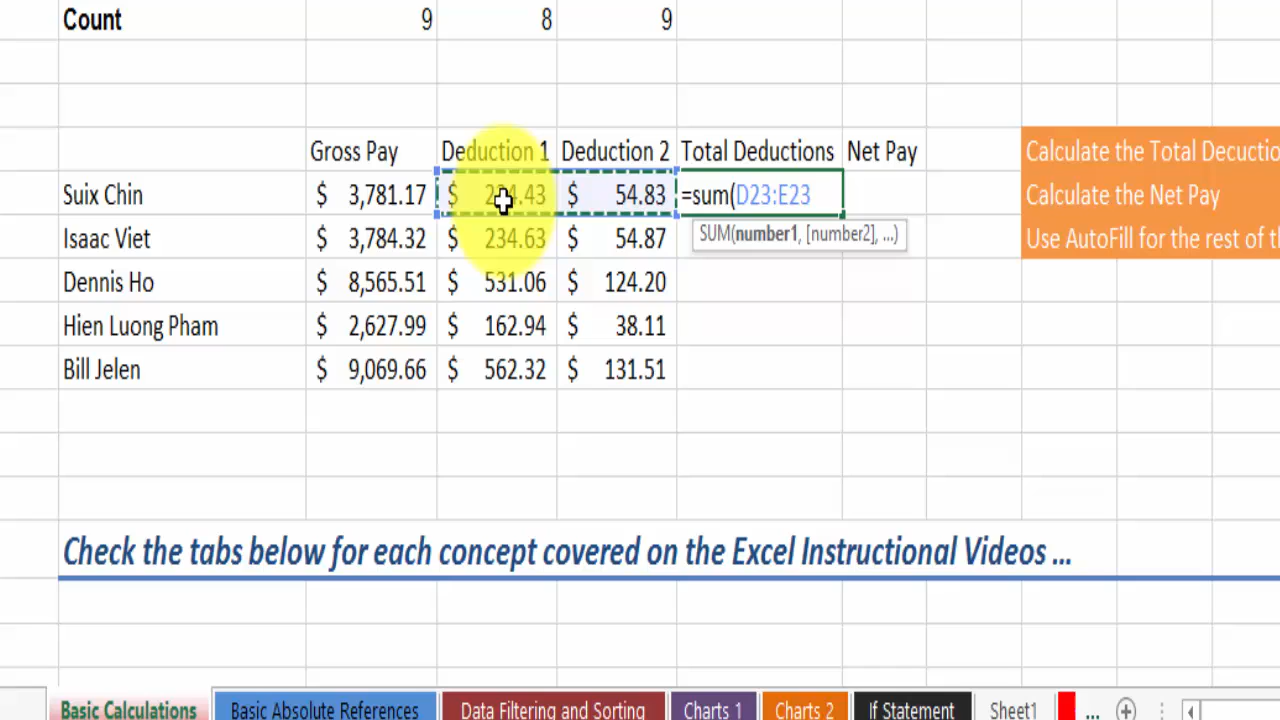 Count 9 8 9
Gross Pay Deduction 1 Deduction 2 Total Deductions Net Pay Calculate the Total Decuctio
Suix Chin $ 3,781.17 $ $ 54.83 =sum(D23:E23 Calculate the Net Pay
SUM(number1, [number2], ...)
Isaac Viet $ 3,784.32 $ 234.63 $ 54.87 Use AutoFill for the rest of th
Dennis Ho $ 8,565.51 $ 531.06 $ 124.20
Hien Luong Pham $ 2,627.99 $ 162.94 $ 38.11
Bill Jelen $ 9,069.66 $ 562.32 $ 131.51
Check the tabs below for each concept covered on the Excel Instructional Videos ...
Basic Calculations Basic Absolute References Data Filtering and Sorting Charts 1 Charts 2 If Statement Sheet1 ...